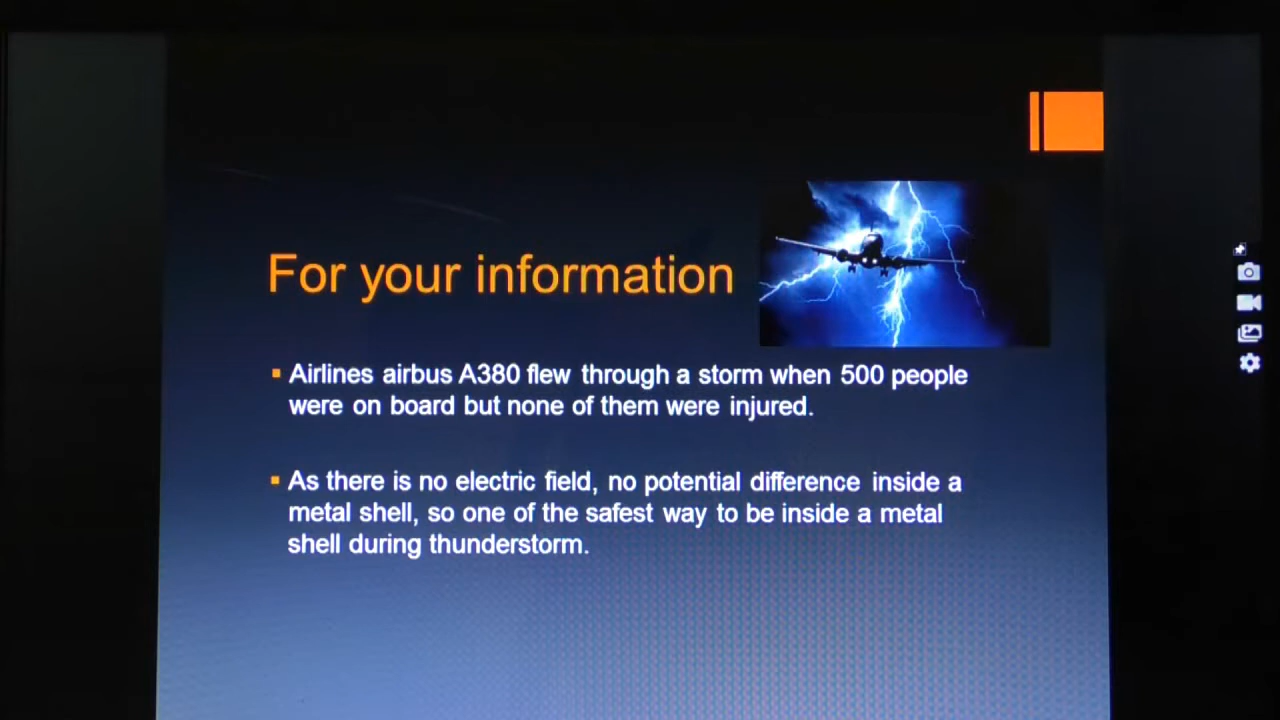 For your information
Airlines airbus A380 flew through a storm when 500 people
were on board but none of them were injured.
As there is no electric field, no potential difference inside a
metal shell, so one of the safest way to be inside a metal
shell during thunderstorm.